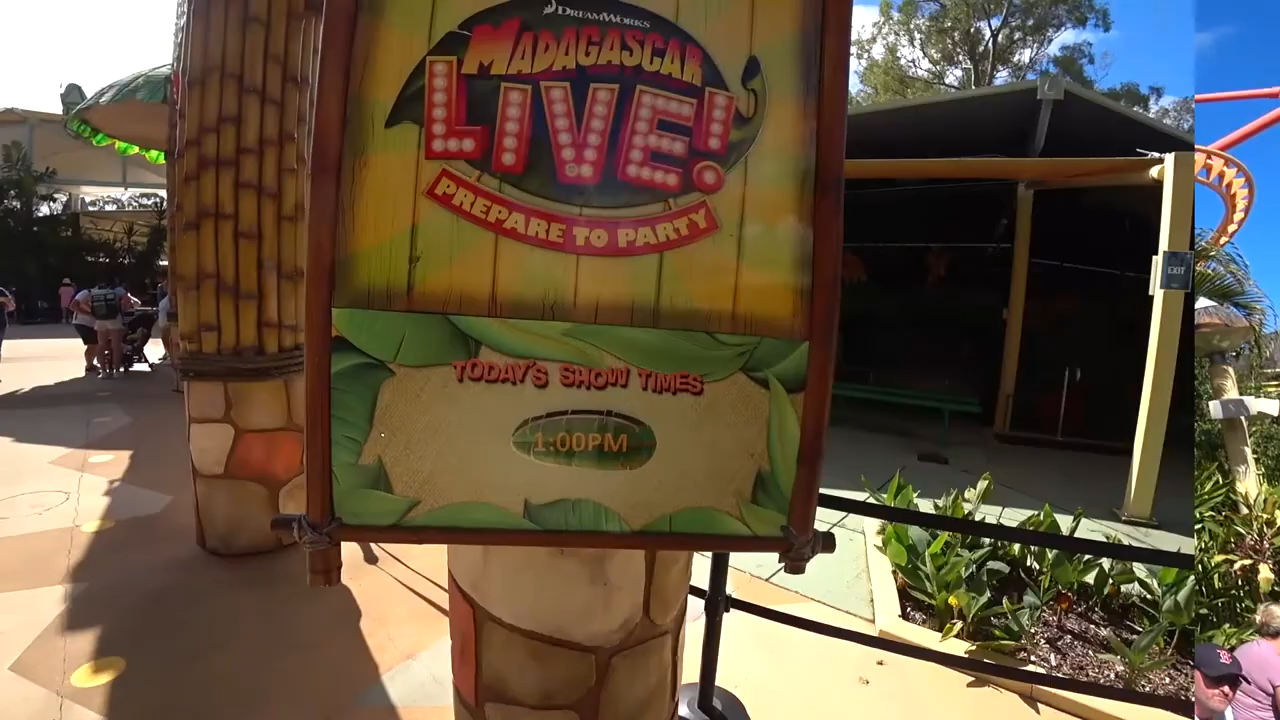 DREAMWORKS
MADAGASCAR
LIVE!
PREPARE TO PARTY
TODAY'S SHOW TIMES
1:00PM
EXIT
B